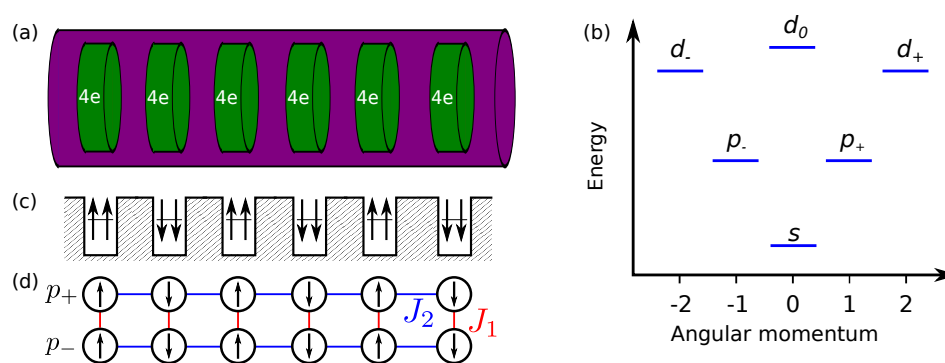 (a)
4e 4e 4e 4e 4e 4e
(b)
Energy
d- d0 d+
p- p+
s
-2 -1 0 1 2
Angular momentum
(c)
(d)
p+
J2 J1
p−